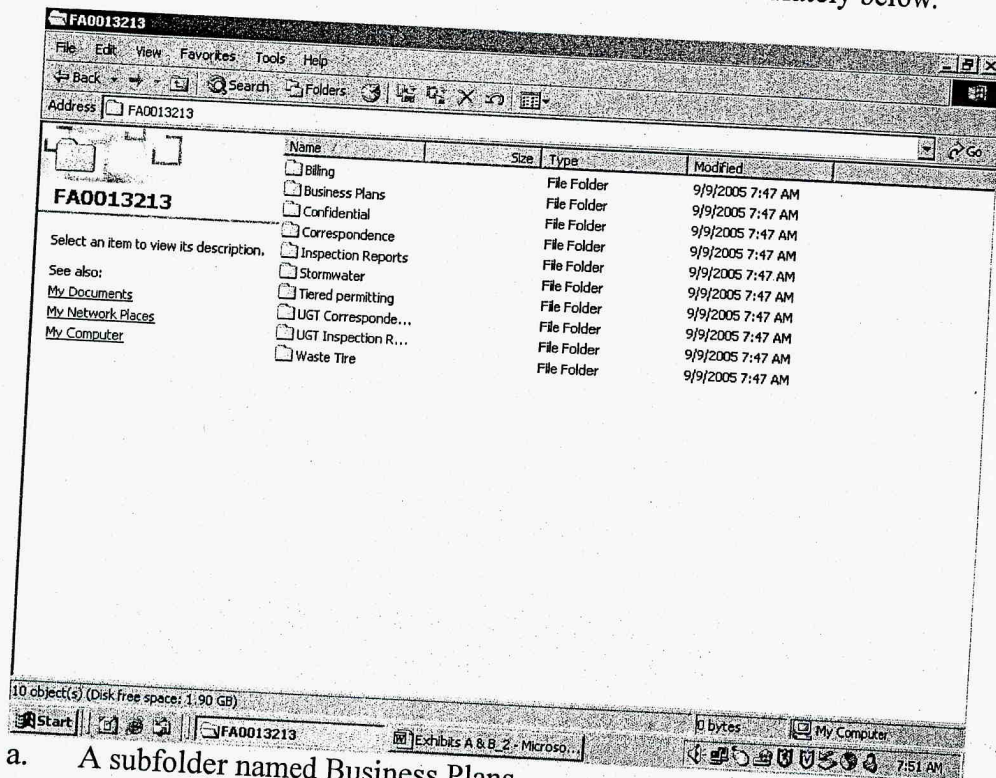 below.
FA0013213
File Edit View Favorites Tools Help
Back Search Folders
Address FA0013213 Go
Name Size Type Modified
Billing File Folder 9/9/2005 7:47 AM
Business Plans File Folder 9/9/2005 7:47 AM
Confidential File Folder 9/9/2005 7:47 AM
Correspondence File Folder 9/9/2005 7:47 AM
Inspection Reports File Folder 9/9/2005 7:47 AM
Stormwater File Folder 9/9/2005 7:47 AM
Tiered permitting File Folder 9/9/2005 7:47 AM
UGT Corresponde... File Folder 9/9/2005 7:47 AM
UGT Inspection R... File Folder 9/9/2005 7:47 AM
Waste Tire File Folder 9/9/2005 7:47 AM
FA0013213
Select an item to view its description.
See also:
My Documents
My Network Places
My Computer
10 object(s) (Disk free space: 1.90 GB) 0 bytes My Computer
Start FA0013213 Exhibits A & B_2 - Microso... 7:51 AM
a. A subfolder named Business Plans